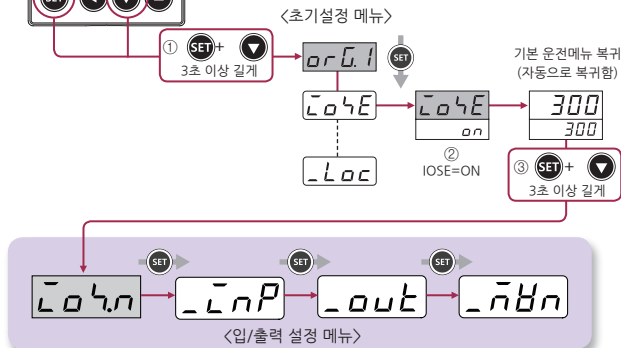 SET
〈초기설정 메뉴〉
① SET+
3초 이상 길게
orG.1
SET
기본 운전메뉴 복귀
(자동으로 복귀함)
ioSE
ioSE
on
300
300
②
IOSE=ON
③ SET+
3초 이상 길게
_Loc
SET
SET
SET
ioS.n
_inP
_out
_mAn
〈입/출력 설정 메뉴〉